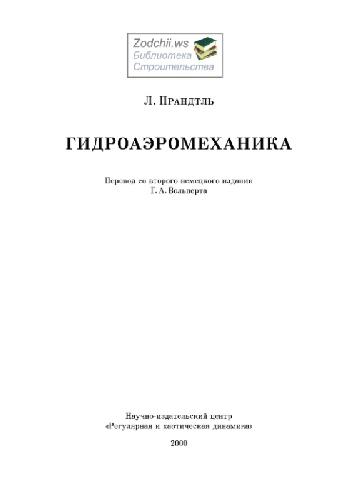 Zodchii.ws
Библиотека
Строительства
Л. ПРАНДТЛЬ
ГИДРОАЭРОМЕХАНИКА
Перевод со второго немецкого издания
Г. А. Вольперта
Научно-издательский центр
«Регулярная и хаотическая динамика»
2000